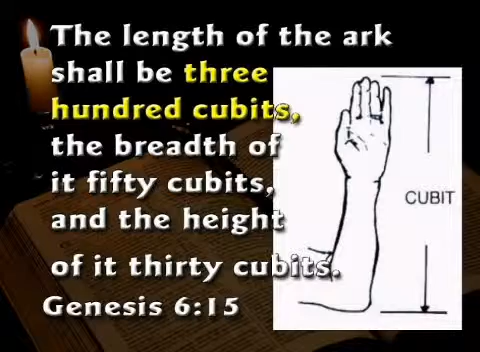 The length of the ark
shall be three
hundred cubits,
the breadth of
it fifty cubits,
and the height
of it thirty cubits.
Genesis 6:15
CUBIT